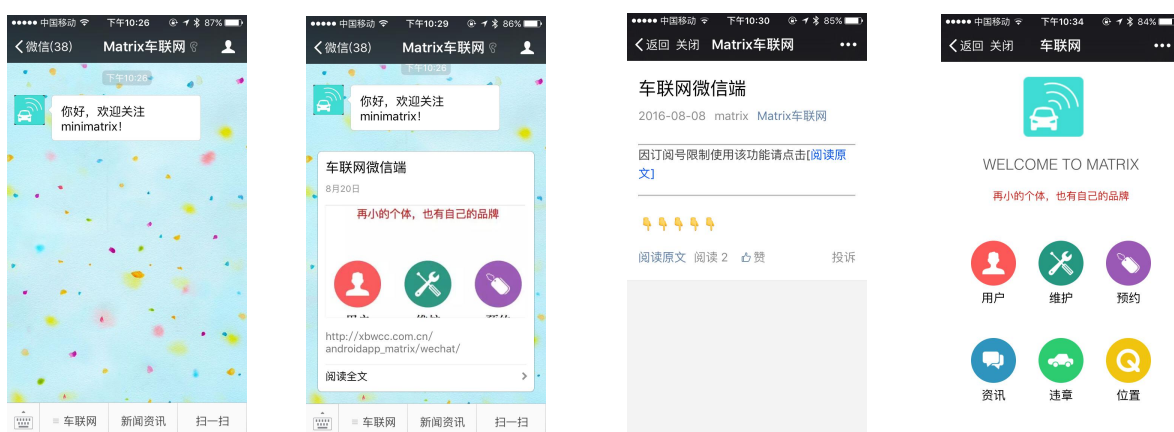 中国移动 下午10:26 87%
微信(38) Matrix车联网
下午10:26
你好，欢迎关注
minimatrix！
车联网 新闻资讯 扫一扫
中国移动 下午10:29 86%
微信(38) Matrix车联网
下午10:26
你好，欢迎关注
minimatrix！
车联网微信端
8月20日
再小的个体，也有自己的品牌
http://xbwcc.com.cn/
androidapp_matrix/wechat/
阅读全文
车联网 新闻资讯 扫一扫
中国移动 下午10:30 85%
返回 关闭 Matrix车联网
车联网微信端
2016-08-08 matrix Matrix车联网
因订阅号限制使用该功能请点击[阅读原
文]
阅读原文 阅读 2 赞 投诉
中国移动 下午10:34 84%
返回 关闭 车联网
WELCOME TO MATRIX
再小的个体，也有自己的品牌
用户 维护 预约
资讯 违章 位置